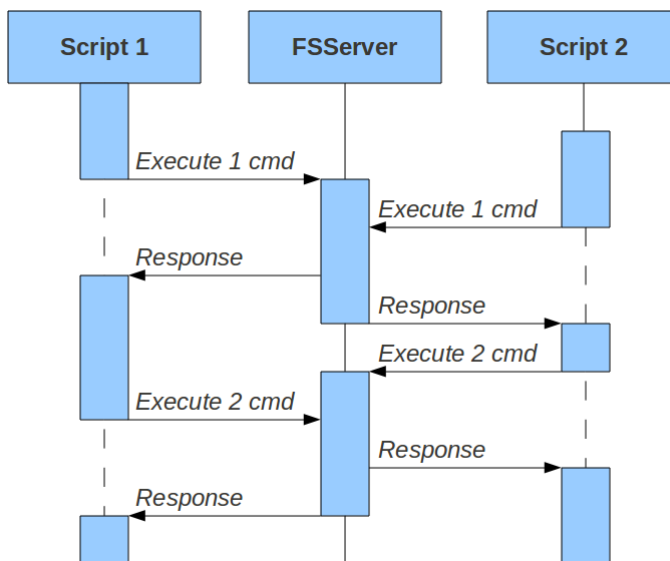 Script 1
FSServer
Script 2
Execute 1 cmd
Execute 1 cmd
Response
Response
Execute 2 cmd
Execute 2 cmd
Response
Response